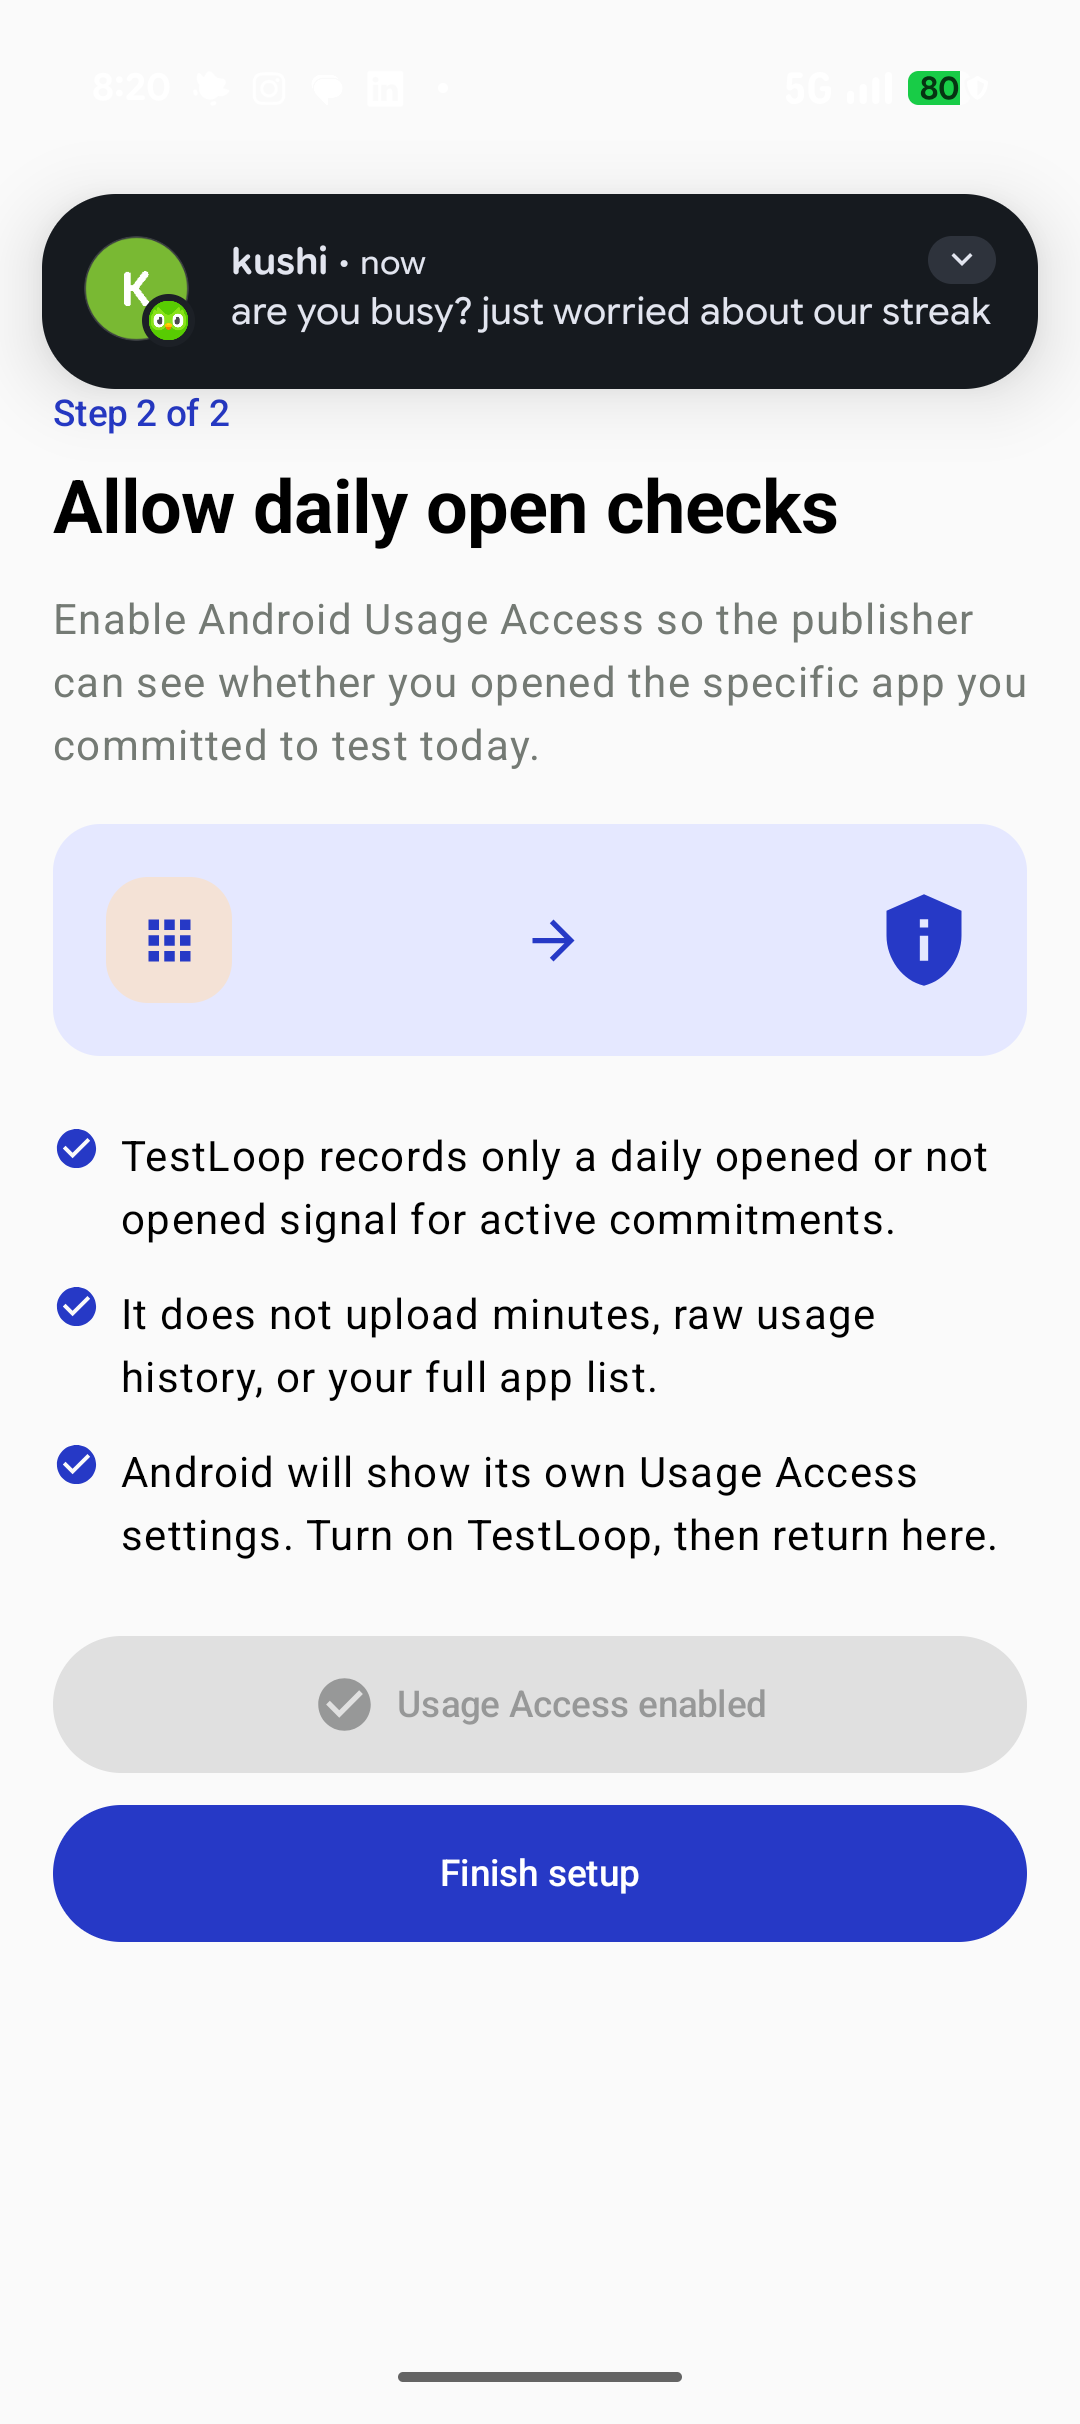 8:20
5G
80
K
kushi • now
are you busy? just worried about our streak
Step 2 of 2
Allow daily open checks
Enable Android Usage Access so the publisher
can see whether you opened the specific app you
committed to test today.
TestLoop records only a daily opened or not
opened signal for active commitments.
It does not upload minutes, raw usage
history, or your full app list.
Android will show its own Usage Access
settings. Turn on TestLoop, then return here.
Usage Access enabled
Finish setup